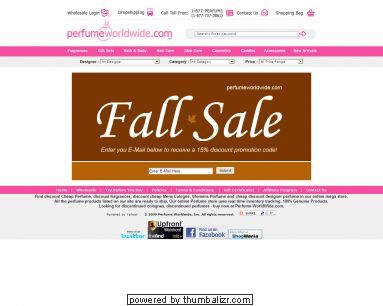 Wholesale Login
Dropshipping
Call Toll Free: 1-877-PERFUME
(1-877-737-3863)
Contact Us
Shopping Bag
perfumeworldwide.com
Search : Enter Keyword
Fragrances Gift Sets Bath & Body Hair Care Skin Care Cosmetics Candles Accessories New Arrivals
Designer : All Designer Category : All Category Price : All Price Range
perfumeworldwide.com
Fall Sale
Enter you E-Mail below to receive a 15% discount promotion code!
Enter E-Mail Here Submit
Home | Wholesale | Try Before You Buy | Policies | Terms & Conditions | Gift Certificates | Affiliate Program | Contact Us
Find discount Cheap Perfume, discount fragrances, discount cheap Mens Cologne, Womens Perfume and cheap discount designer perfume in our online mega store.
All the perfume products listed on our site are ready to ship. Our online Perfume store uses real time inventory tracking. 100% Genuine Products.
Looking for discontinued colognes, discontinued perfumes - buy now at Perfume WorldWide.com.
Powered by Yahoo! © 2009 Perfume Worldwide, Inc. All rights reserved. SHARE
twitter
Upfront
Merchant
thefind
Find us on
Facebook
ShopMania
powered by thumbalizr.com